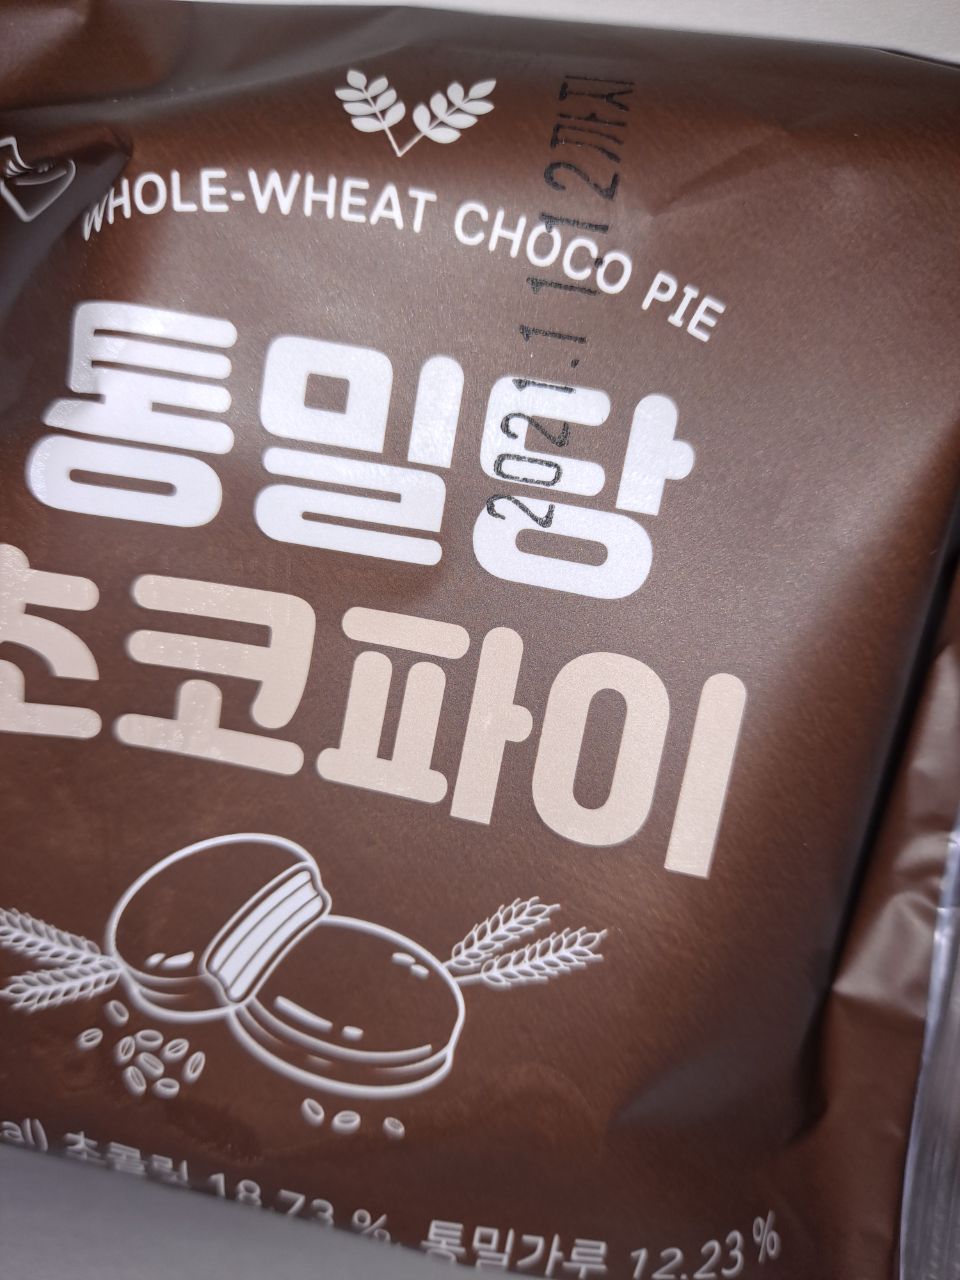 WHOLE-WHEAT CHOCO PIE
2021.11.12까지
통밀당
초코파이
al) 초콜릿 18.73 %, 통밀가루 12.23 %